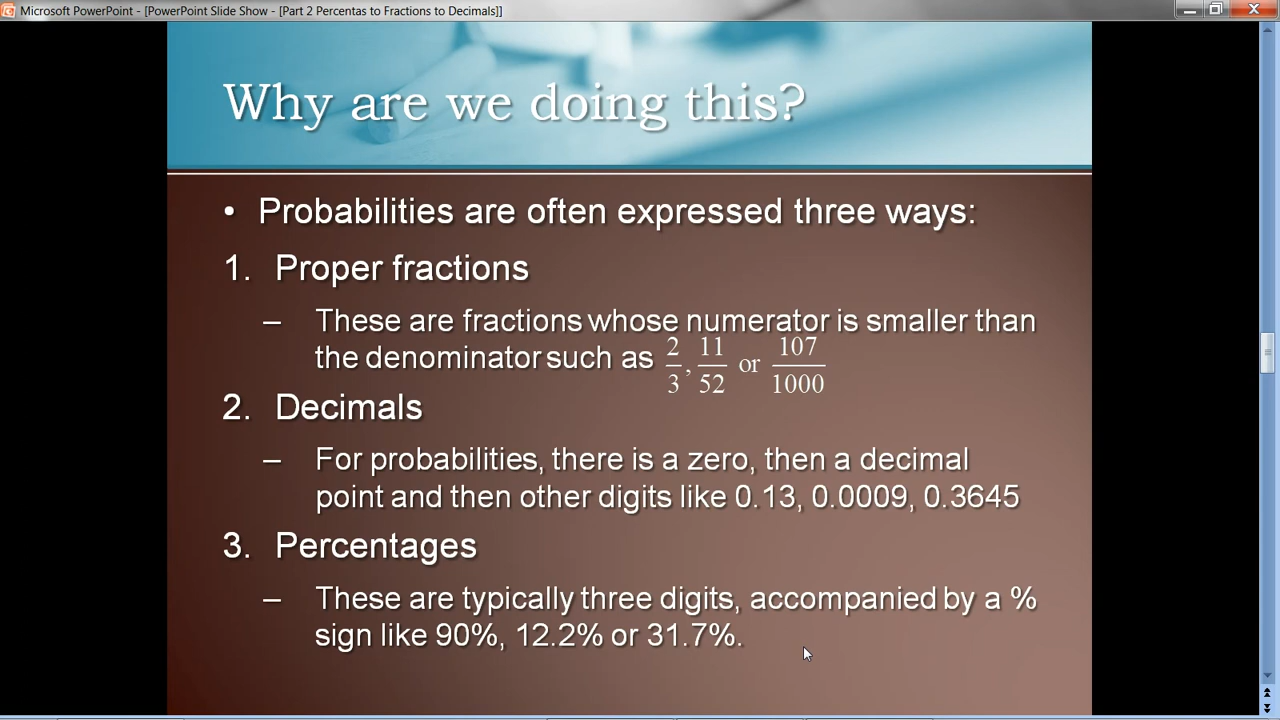 Microsoft PowerPoint - [PowerPoint Slide Show - [Part 2 Percentas to Fractions to Decimals]]
Why are we doing this?
• Probabilities are often expressed three ways:
1. Proper fractions
– These are fractions whose numerator is smaller than
the denominator such as 2/3, 11/52 or 107/1000
2. Decimals
– For probabilities, there is a zero, then a decimal
point and then other digits like 0.13, 0.0009, 0.3645
3. Percentages
– These are typically three digits, accompanied by a %
sign like 90%, 12.2% or 31.7%.